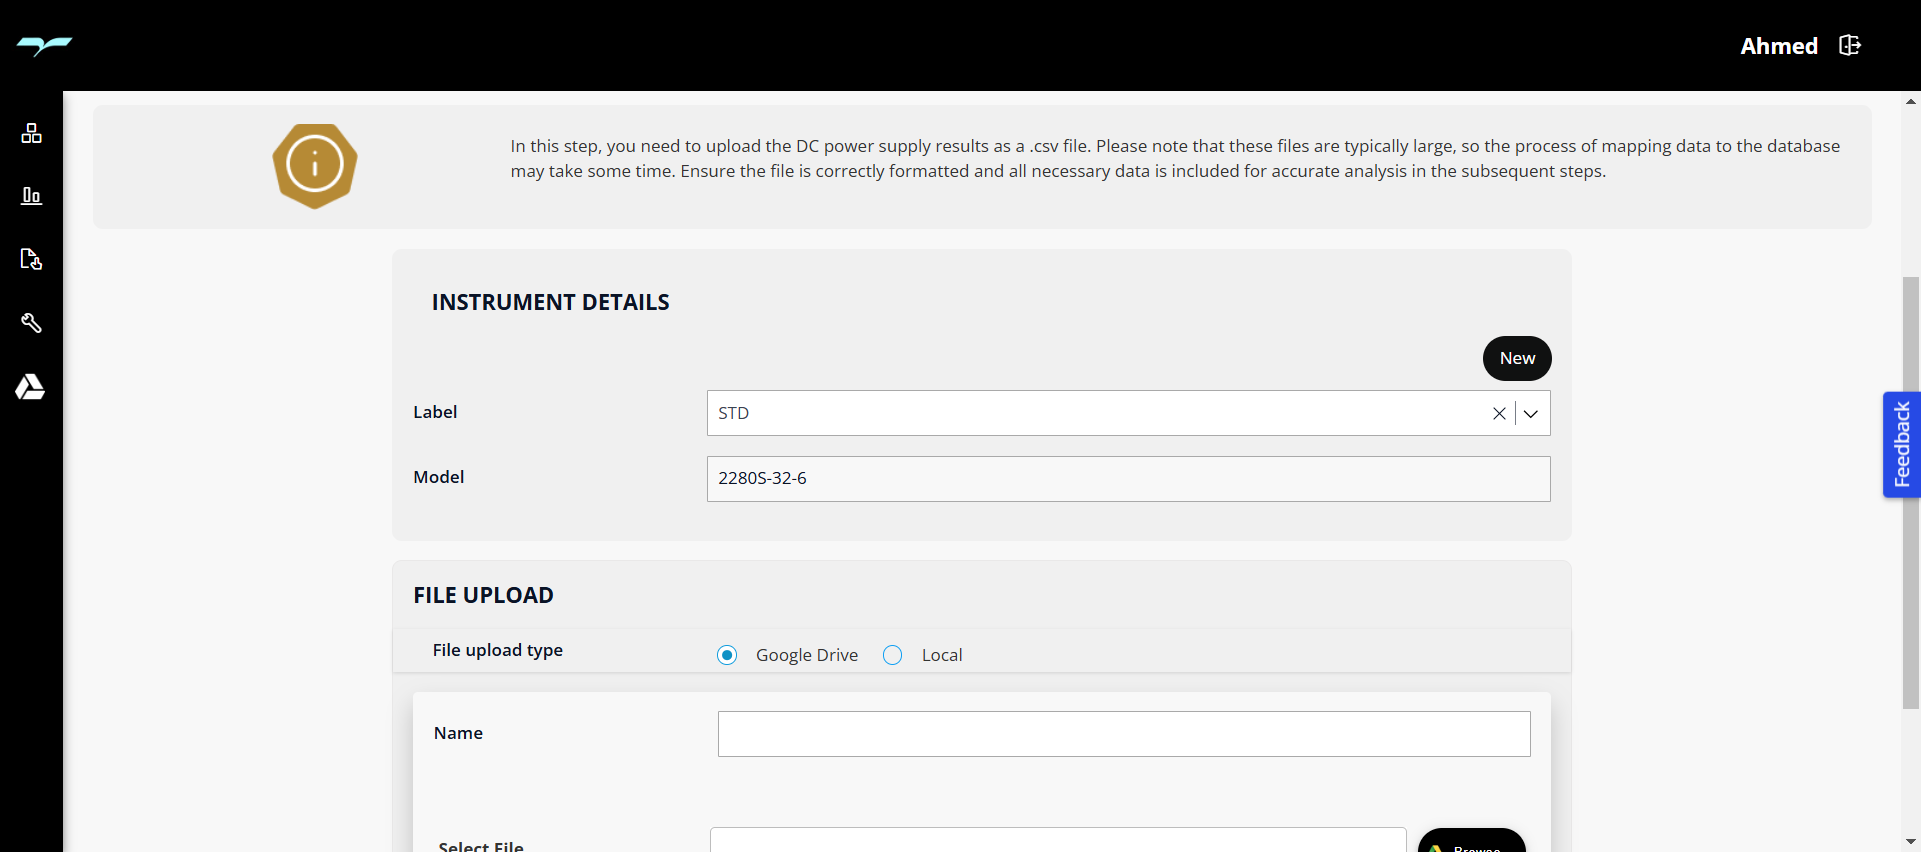 Ahmed
In this step, you need to upload the DC power supply results as a .csv file. Please note that these files are typically large, so the process of mapping data to the database
may take some time. Ensure the file is correctly formatted and all necessary data is included for accurate analysis in the subsequent steps.
INSTRUMENT DETAILS
New
Label
STD
Model
2280S-32-6
Feedback
FILE UPLOAD
File upload type
Google Drive
Local
Name
Select File
Browse